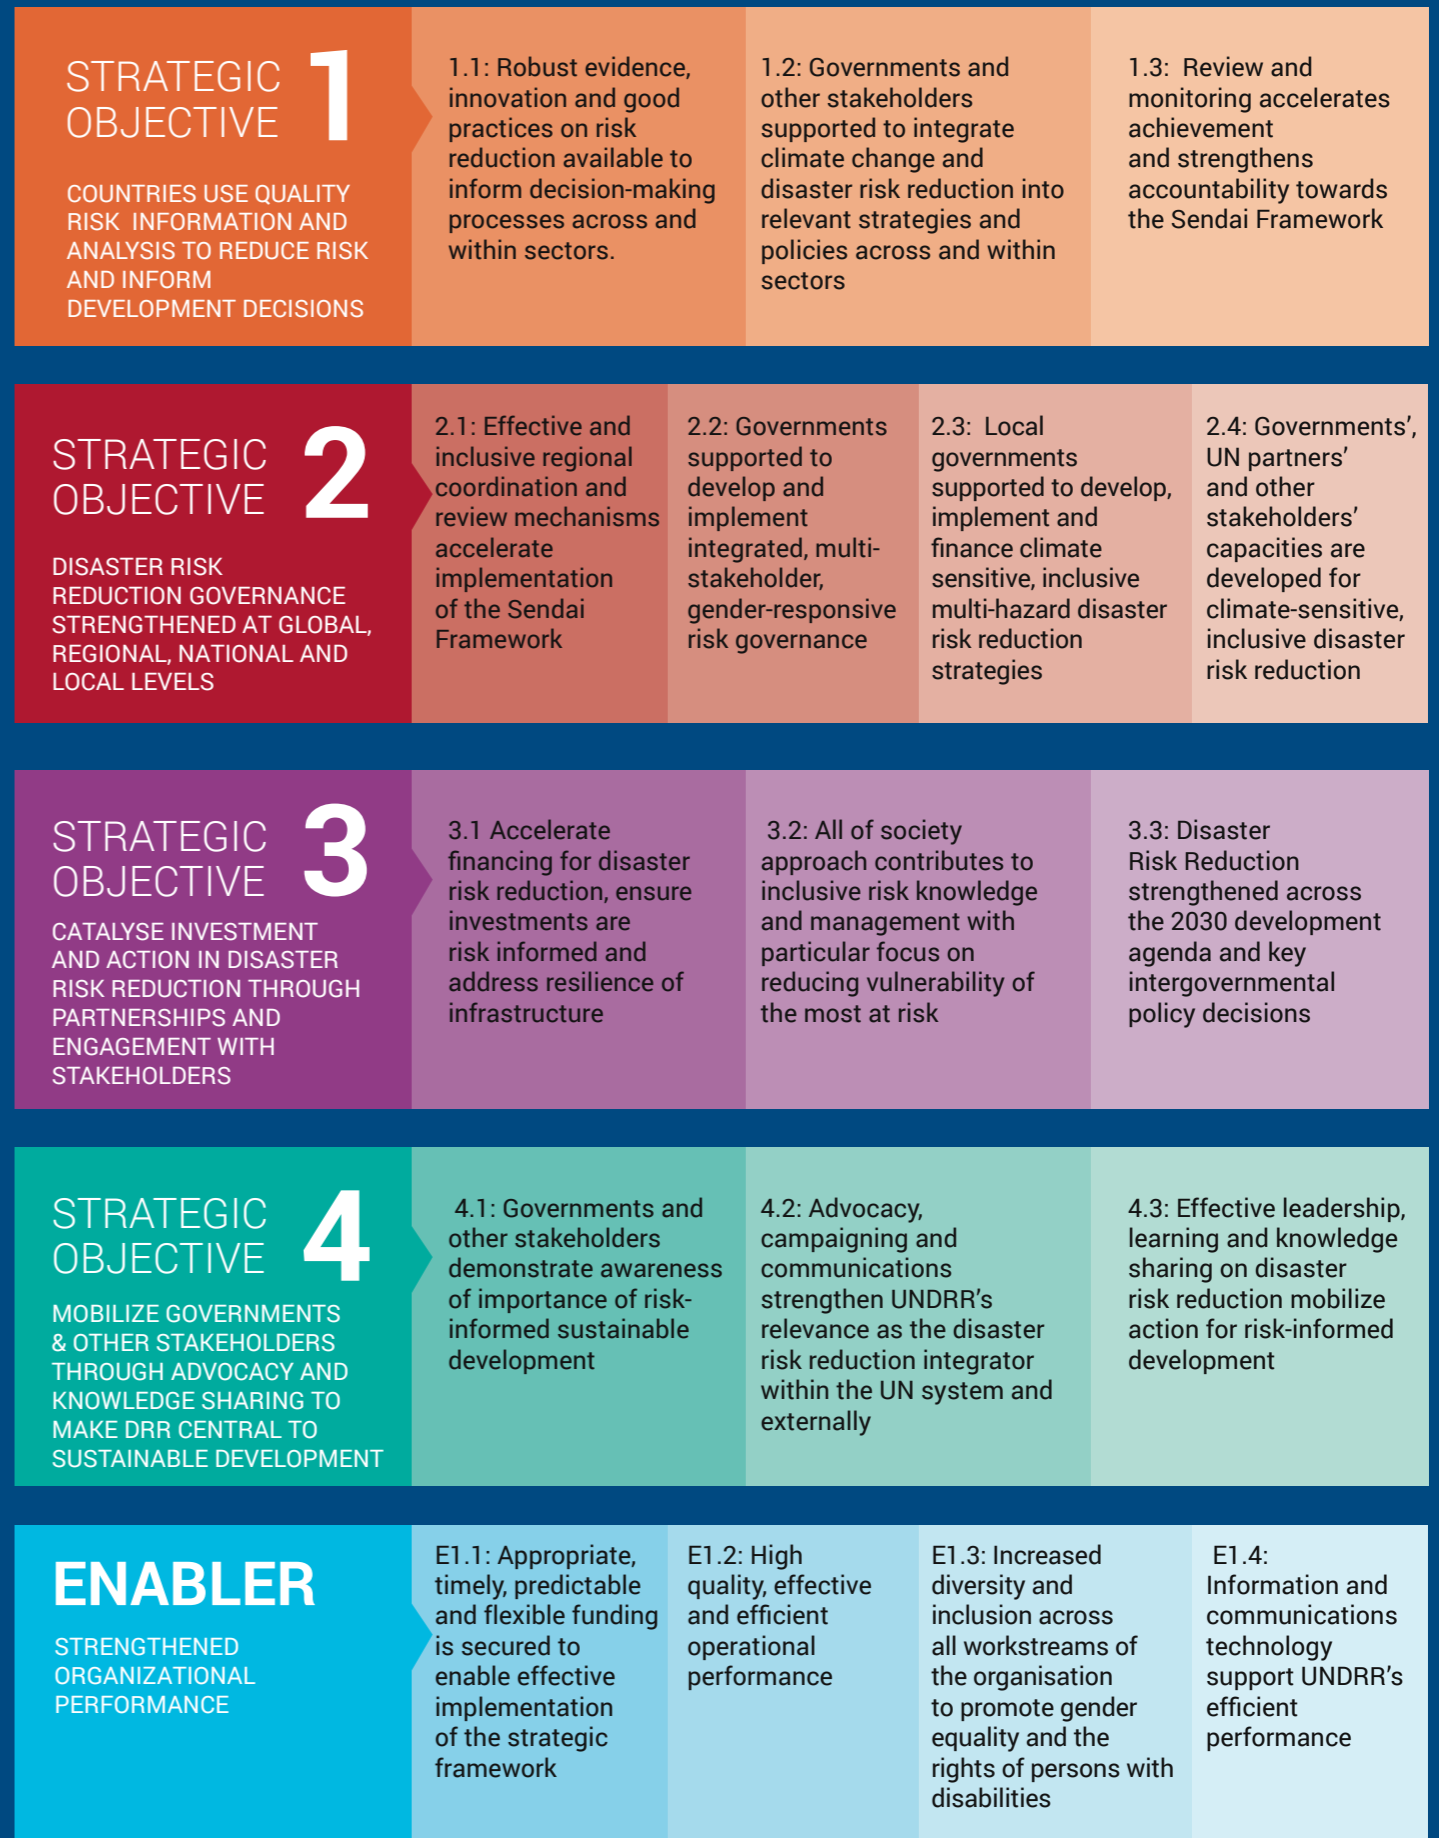 STRATEGIC
OBJECTIVE
1
COUNTRIES USE QUALITY
RISK INFORMATION AND
ANALYSIS TO REDUCE RISK
AND INFORM
DEVELOPMENT DECISIONS
1.1: Robust evidence,
innovation and good
practices on risk
reduction available to
inform decision-making
processes across and
within sectors.
1.2: Governments and
other stakeholders
supported to integrate
climate change and
disaster risk reduction into
relevant strategies and
policies across and within
sectors
1.3: Review and
monitoring accelerates
achievement
and strengthens
accountability towards
the Sendai Framework
STRATEGIC
OBJECTIVE
2
DISASTER RISK
REDUCTION GOVERNANCE
STRENGTHENED AT GLOBAL,
REGIONAL, NATIONAL AND
LOCAL LEVELS
2.1: Effective and
inclusive regional
coordination and
review mechanisms
accelerate
implementation
of the Sendai
Framework
2.2: Governments
supported to
develop and
implement
integrated, multi-
stakeholder,
gender-responsive
risk governance
2.3: Local
governments
supported to develop,
implement and
finance climate
sensitive, inclusive
multi-hazard disaster
risk reduction
strategies
2.4: Governments’,
UN partners’
and other
stakeholders’
capacities are
developed for
climate-sensitive,
inclusive disaster
risk reduction
STRATEGIC
OBJECTIVE
3
CATALYSE INVESTMENT
AND ACTION IN DISASTER
RISK REDUCTION THROUGH
PARTNERSHIPS AND
ENGAGEMENT WITH
STAKEHOLDERS
3.1 Accelerate
financing for disaster
risk reduction, ensure
investments are
risk informed and
address resilience of
infrastructure
3.2: All of society
approach contributes to
inclusive risk knowledge
and management with
particular focus on
reducing vulnerability of
the most at risk
3.3: Disaster
Risk Reduction
strengthened across
the 2030 development
agenda and key
intergovernmental
policy decisions
STRATEGIC
OBJECTIVE
4
MOBILIZE GOVERNMENTS
& OTHER STAKEHOLDERS
THROUGH ADVOCACY AND
KNOWLEDGE SHARING TO
MAKE DRR CENTRAL TO
SUSTAINABLE DEVELOPMENT
4.1: Governments and
other stakeholders
demonstrate awareness
of importance of risk-
informed sustainable
development
4.2: Advocacy,
campaigning and
communications
strengthen UNDRR’s
relevance as the disaster
risk reduction integrator
within the UN system and
externally
4.3: Effective leadership,
learning and knowledge
sharing on disaster
risk reduction mobilize
action for risk-informed
development
ENABLER
STRENGTHENED
ORGANIZATIONAL
PERFORMANCE
E1.1: Appropriate,
timely, predictable
and flexible funding
is secured to
enable effective
implementation
of the strategic
framework
E1.2: High
quality, effective
and efficient
operational
performance
E1.3: Increased
diversity and
inclusion across
all workstreams of
the organisation
to promote gender
equality and the
rights of persons with
disabilities
E1.4:
Information and
communications
technology
support UNDRR’s
efficient
performance